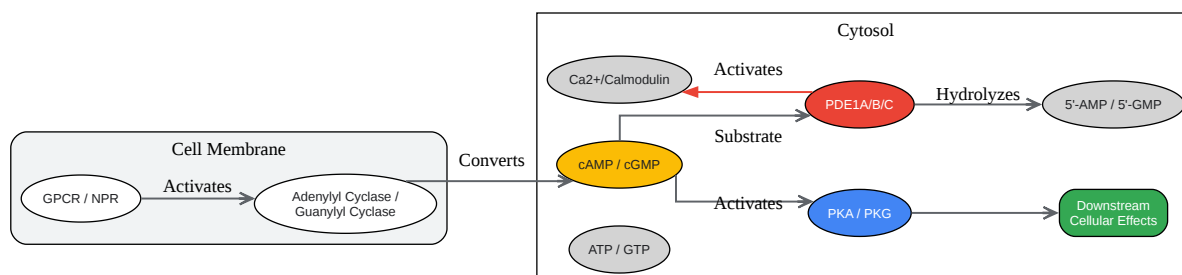 Cytosol
Ca2+/Calmodulin
Activates
PDE1A/B/C
Hydrolyzes
5'-AMP / 5'-GMP
Substrate
Cell Membrane
Converts
cAMP / cGMP
GPCR / NPR
Activates
Adenylyl Cyclase /
Guanylyl Cyclase
Activates
PKA / PKG
Downstream
Cellular Effects
ATP / GTP